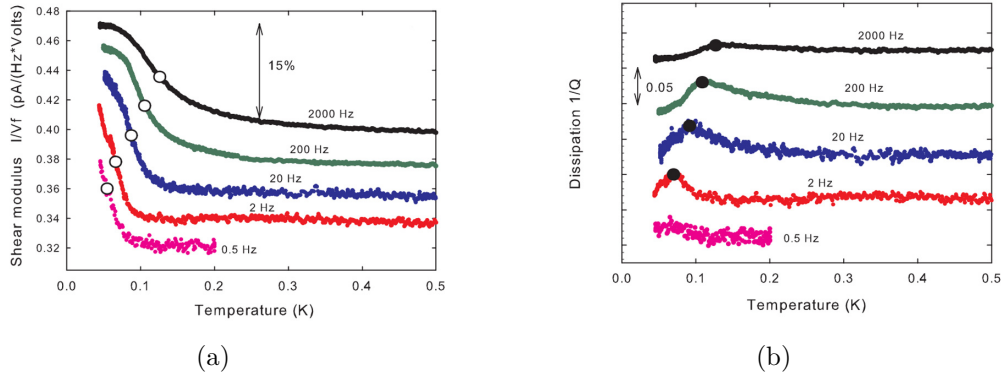 Shear modulus I/Vf (pA/(Hz*Volts)
0.48
0.46
0.44
0.42
0.40
0.38
0.36
0.34
0.32
15%
2000 Hz
200 Hz
20 Hz
2 Hz
0.5 Hz
0.0 0.1 0.2 0.3 0.4 0.5
Temperature (K)
(a)
Dissipation 1/Q
0.05
2000 Hz
200 Hz
20 Hz
2 Hz
0.5 Hz
0.0 0.1 0.2 0.3 0.4 0.5
Temperature (K)
(b)